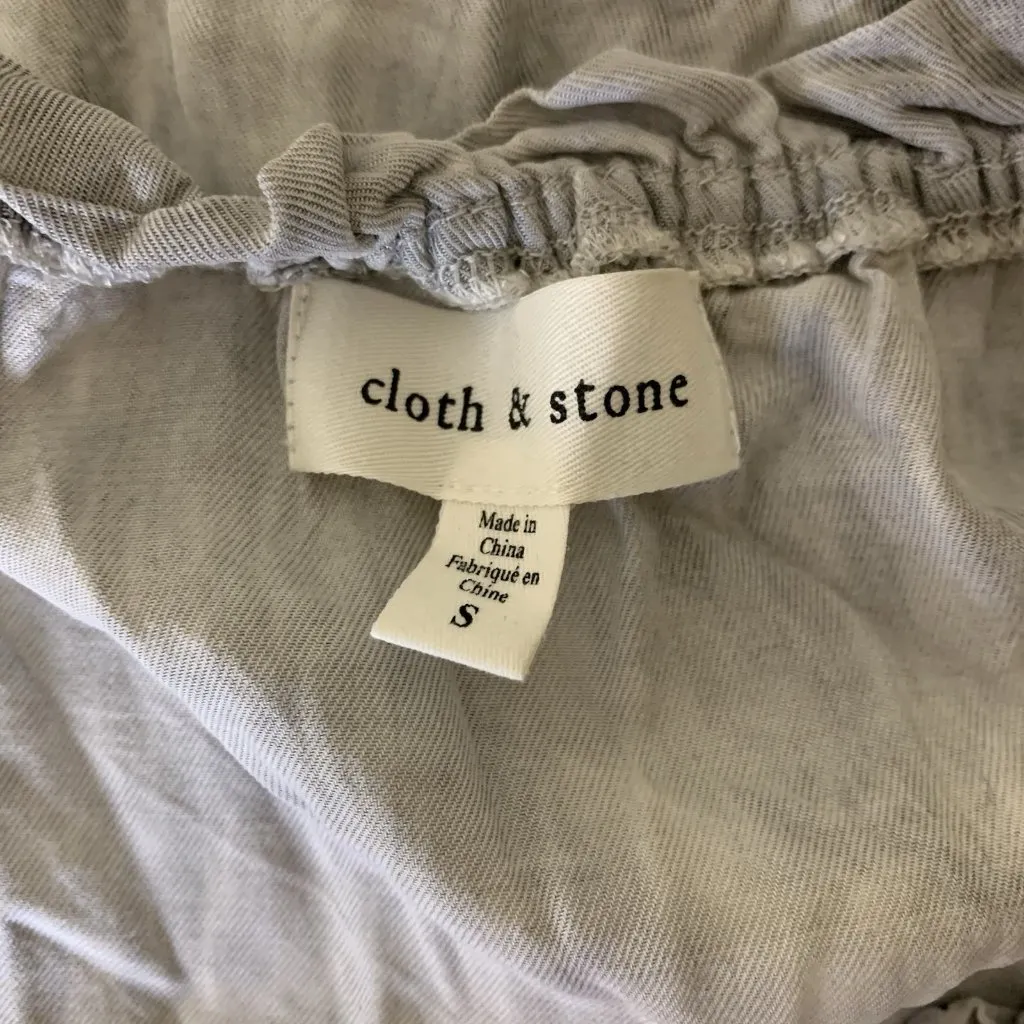 cloth & stone
Made in
China
Fabriqué en
Chine
S